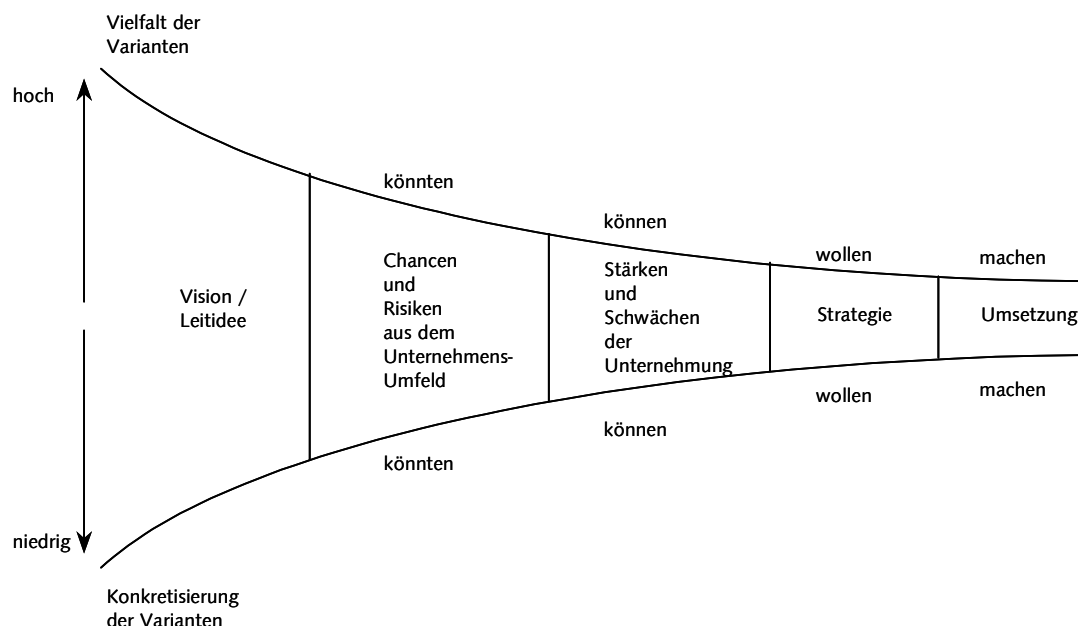 Vielfalt der
Varianten
hoch
könnten
können
wollen
machen
Chancen
und
Risiken
aus dem
Unternehmens-
Umfeld
Stärken
und
Schwächen
der
Unternehmung
Vision /
Leitidee
Strategie
Umsetzung
wollen
machen
können
könnten
niedrig
Konkretisierung
der Varianten